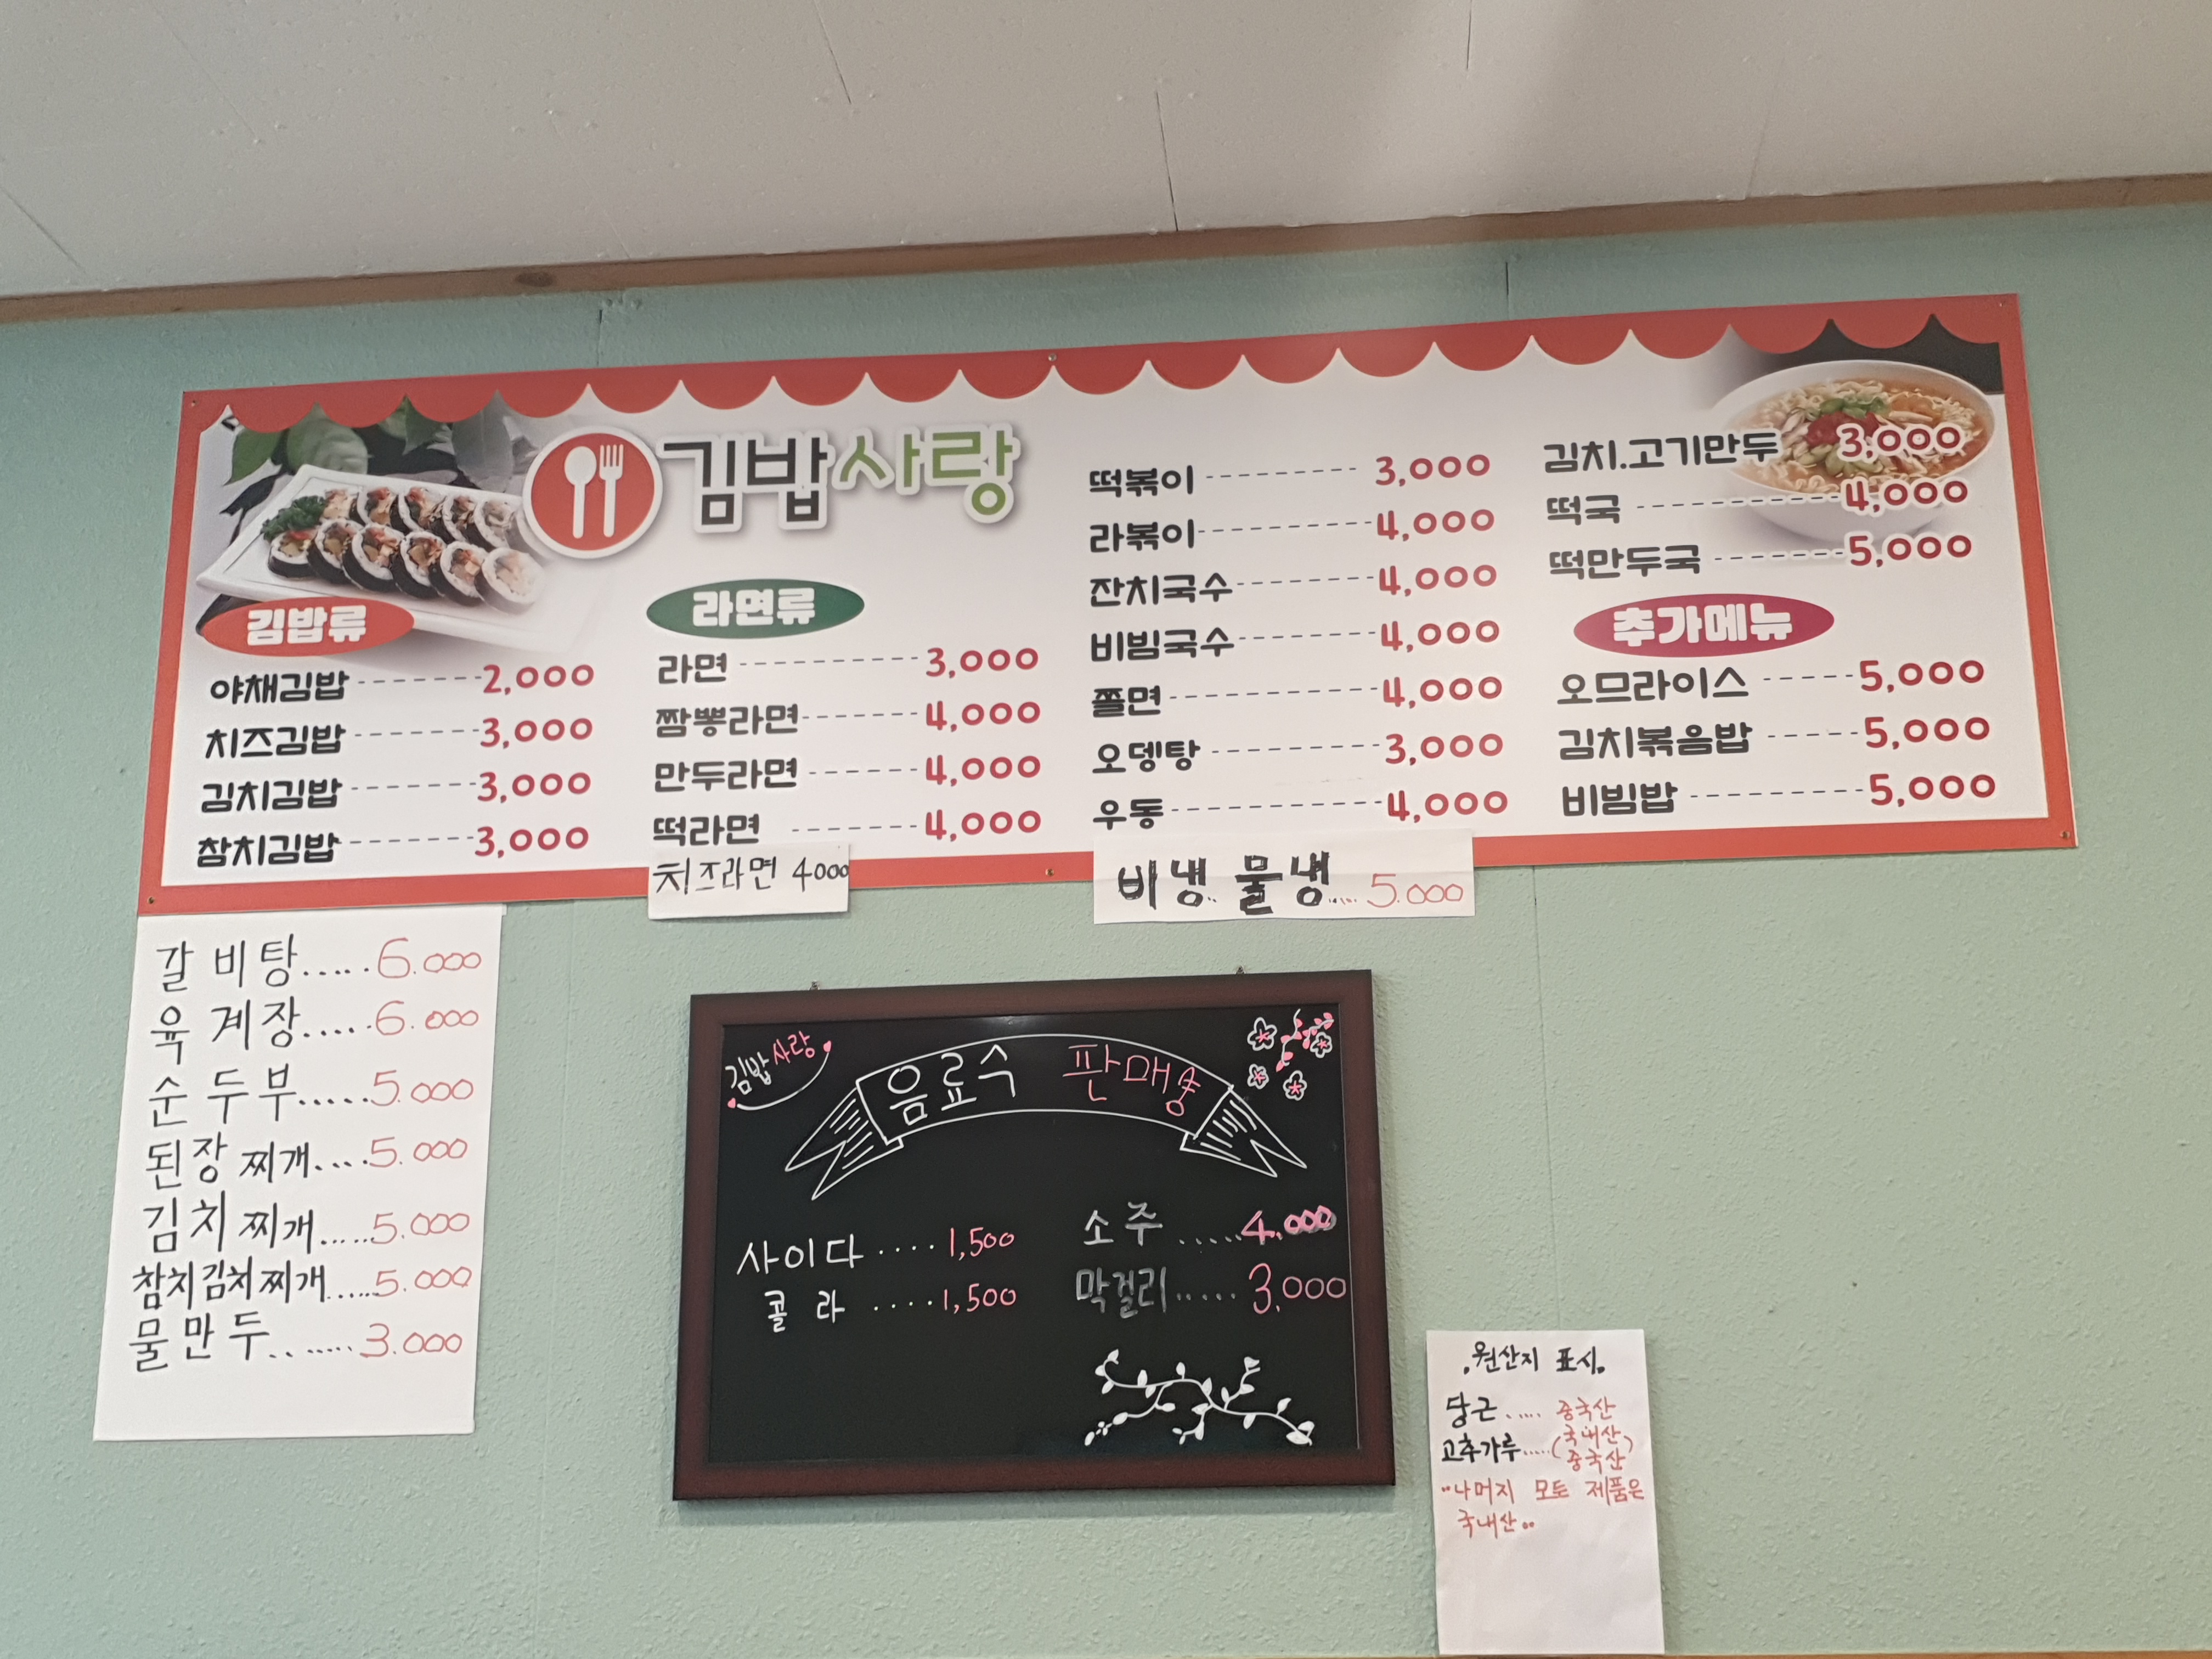 김밥사랑
김밥류
야채김밥 ------- 2,000
치즈김밥 ------- 3,000
김치김밥 ------- 3,000
참치김밥 ------- 3,000
라면류
라면 ---------- 3,000
짬뽕라면 ------- 4,000
만두라면 ------- 4,000
떡라면 ------- 4,000
치즈라면 4000
떡볶이 --------- 3,000
라볶이 ---------- 4,000
잔치국수 -------- 4,000
비빔국수 -------- 4,000
쫄면 ------------ 4,000
오뎅탕 ---------- 3,000
우동 ------------ 4,000
비냉.. 물냉..... 5.000
김치.고기만두 3,000
떡국 ------------ 4,000
떡만두국 ------- 5,000
추가메뉴
오므라이스 ----- 5,000
김치볶음밥 ----- 5,000
비빔밥 --------- 5,000
갈비탕..... 6.000
육계장..... 6.000
순두부..... 5.000
된장찌개.... 5.000
김치찌개..... 5.000
참치김치찌개..... 5.000
물만두........ 3.000
김밥사랑
음료수 판매중
사이다 .... 1,500
콜라 .... 1,500
소주 ..... 4.000
막걸리..... 3.000
.원산지 표시.
당근..... 중국산
고추가루.....(국내산
중국산)
"나머지 모든 제품은
국내산..